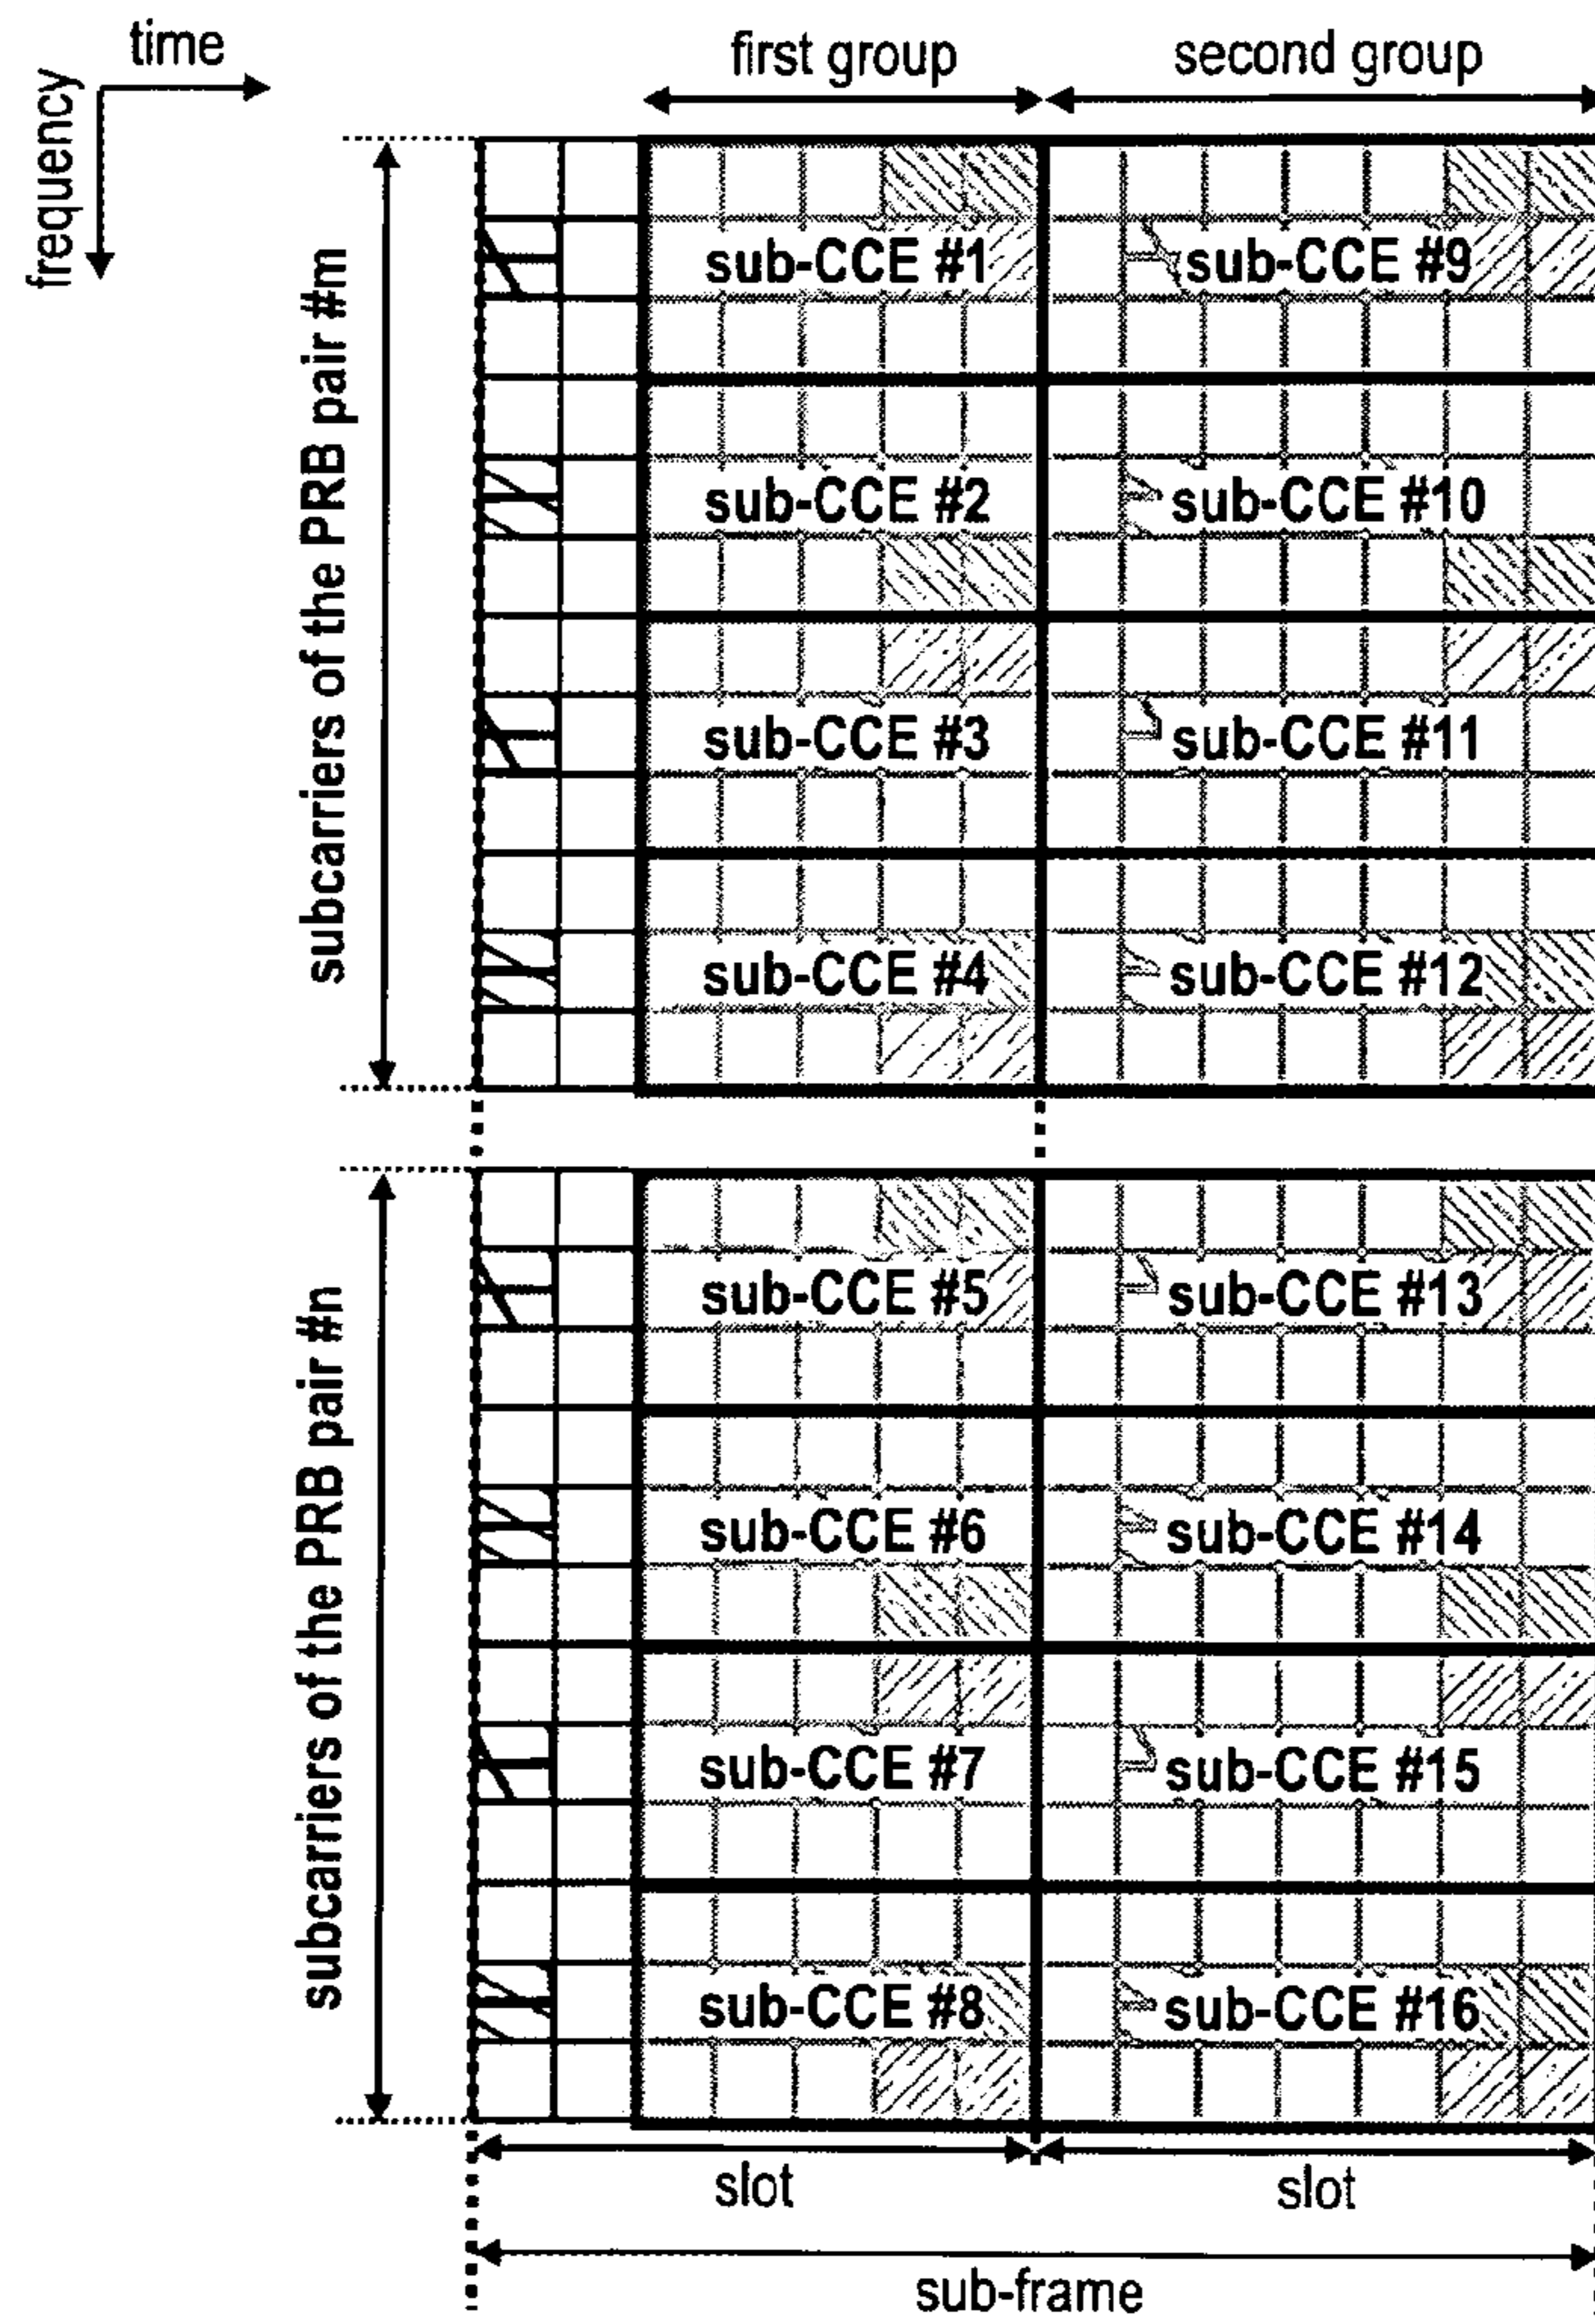 time
first group
second group
frequency
subcarriers of the PRB pair #m
sub-CCE #1
sub-CCE #9
sub-CCE #2
sub-CCE #10
sub-CCE #3
sub-CCE #11
sub-CCE #4
sub-CCE #12
subcarriers of the PRB pair #n
sub-CCE #5
sub-CCE #13
sub-CCE #6
sub-CCE #14
sub-CCE #7
sub-CCE #15
sub-CCE #8
sub-CCE #16
slot
slot
sub-frame